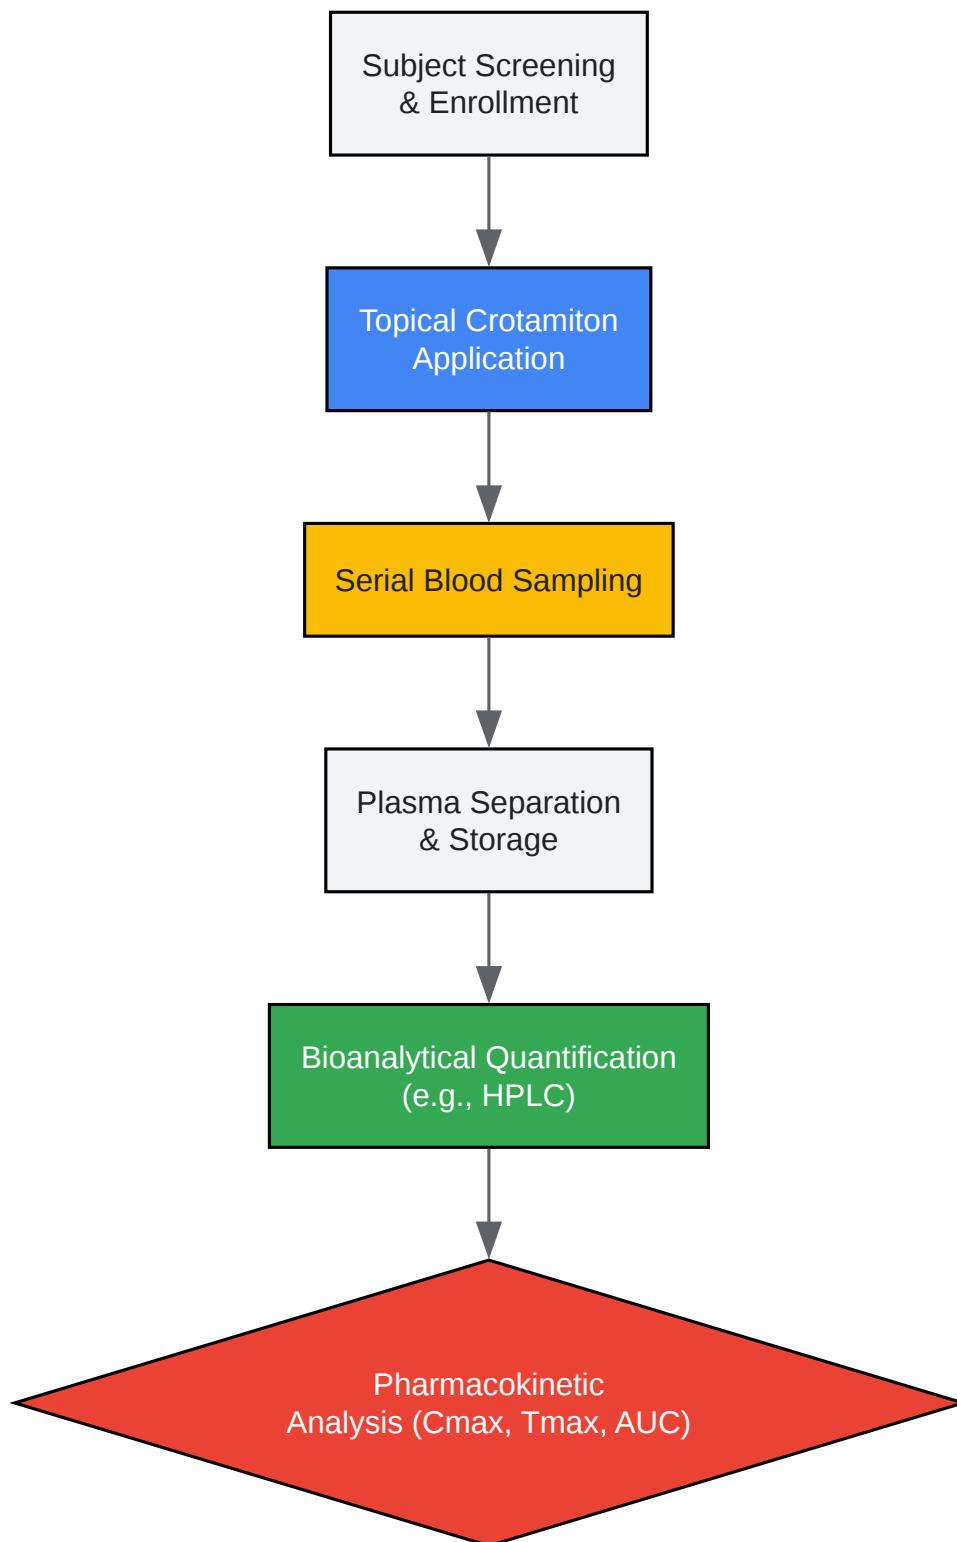 Subject Screening
& Enrollment
Topical Crotamiton
Application
Serial Blood Sampling
Plasma Separation
& Storage
Bioanalytical Quantification
(e.g., HPLC)
Pharmacokinetic
Analysis (Cmax, Tmax, AUC)